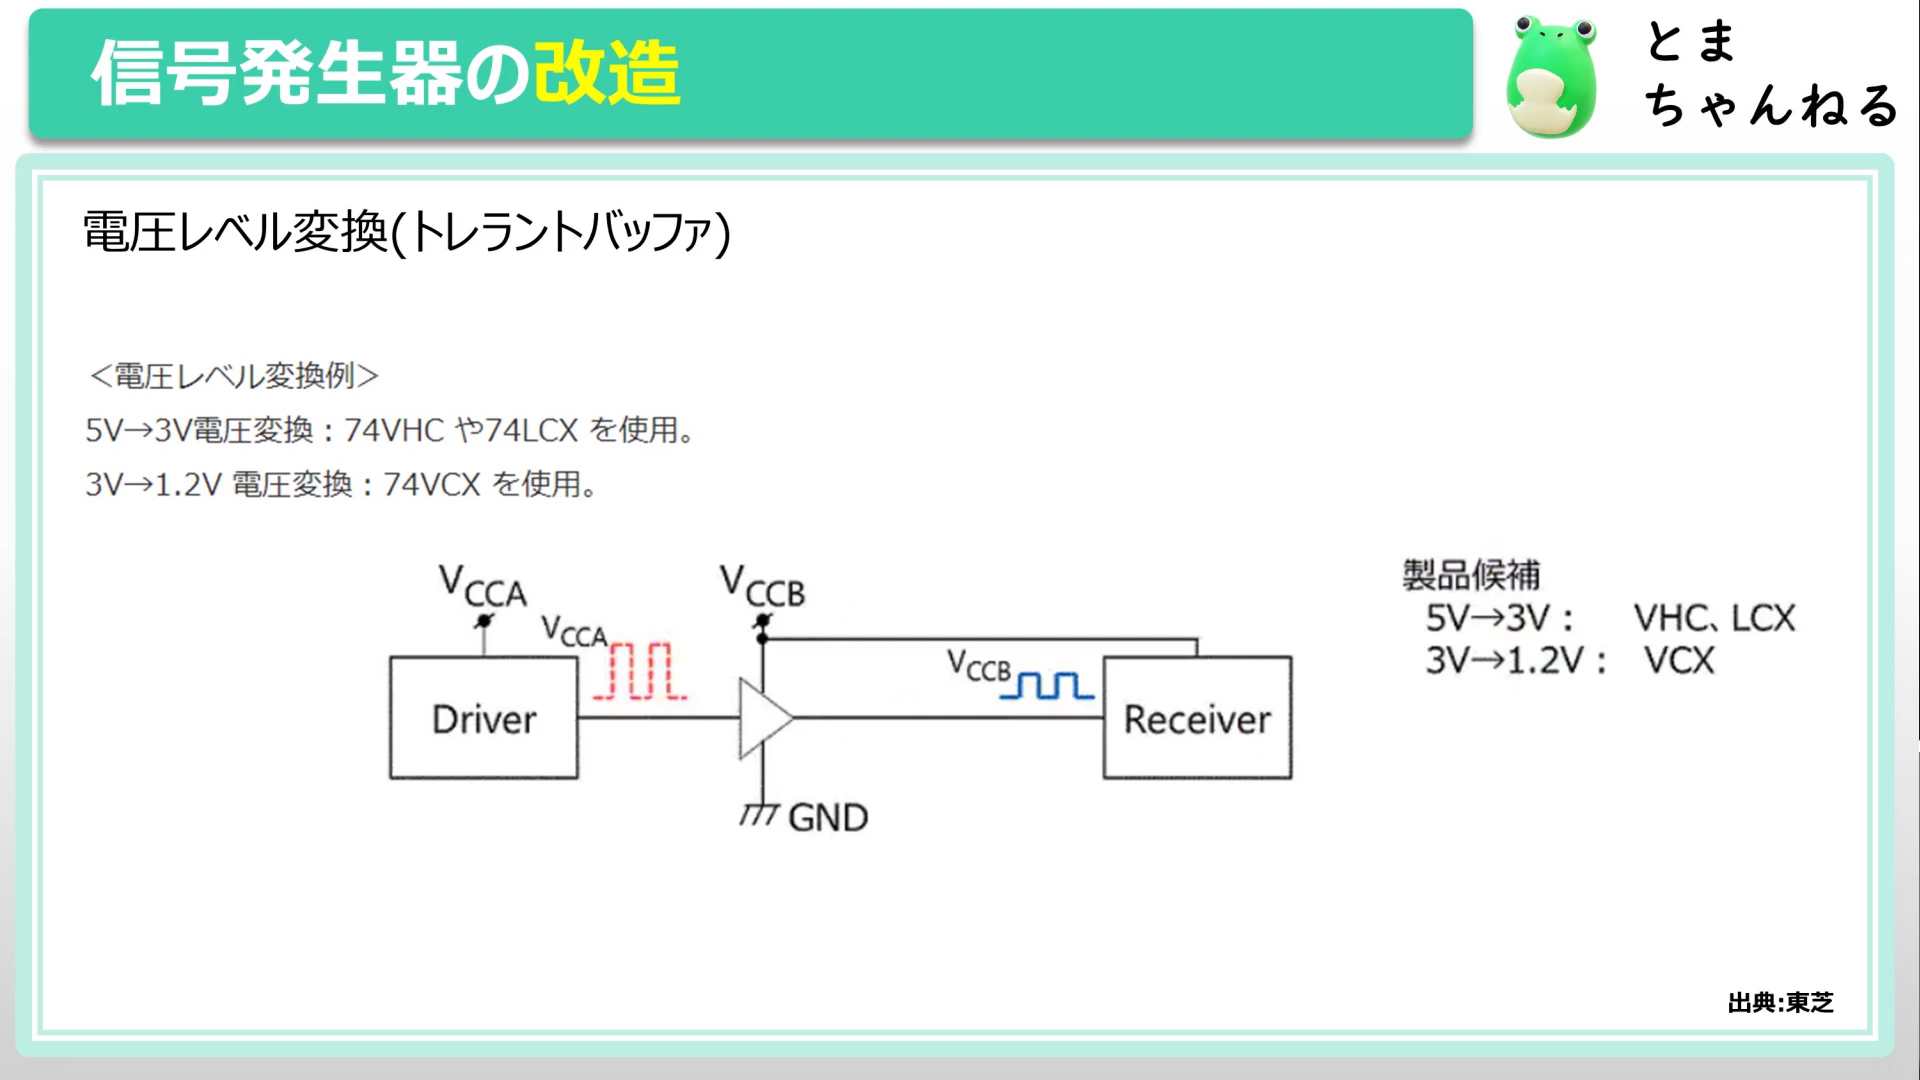 信号発生器の改造
とま
ちゃんねる
電圧レベル変換(トレラントバッファ)
＜電圧レベル変換例＞
5V→3V電圧変換：74VHC や74LCX を使用。
3V→1.2V 電圧変換：74VCX を使用。
VCCA
VCCA
VCCB
VCCB
Driver
Receiver
GND
製品候補
5V→3V： VHC、LCX
3V→1.2V： VCX
出典:東芝